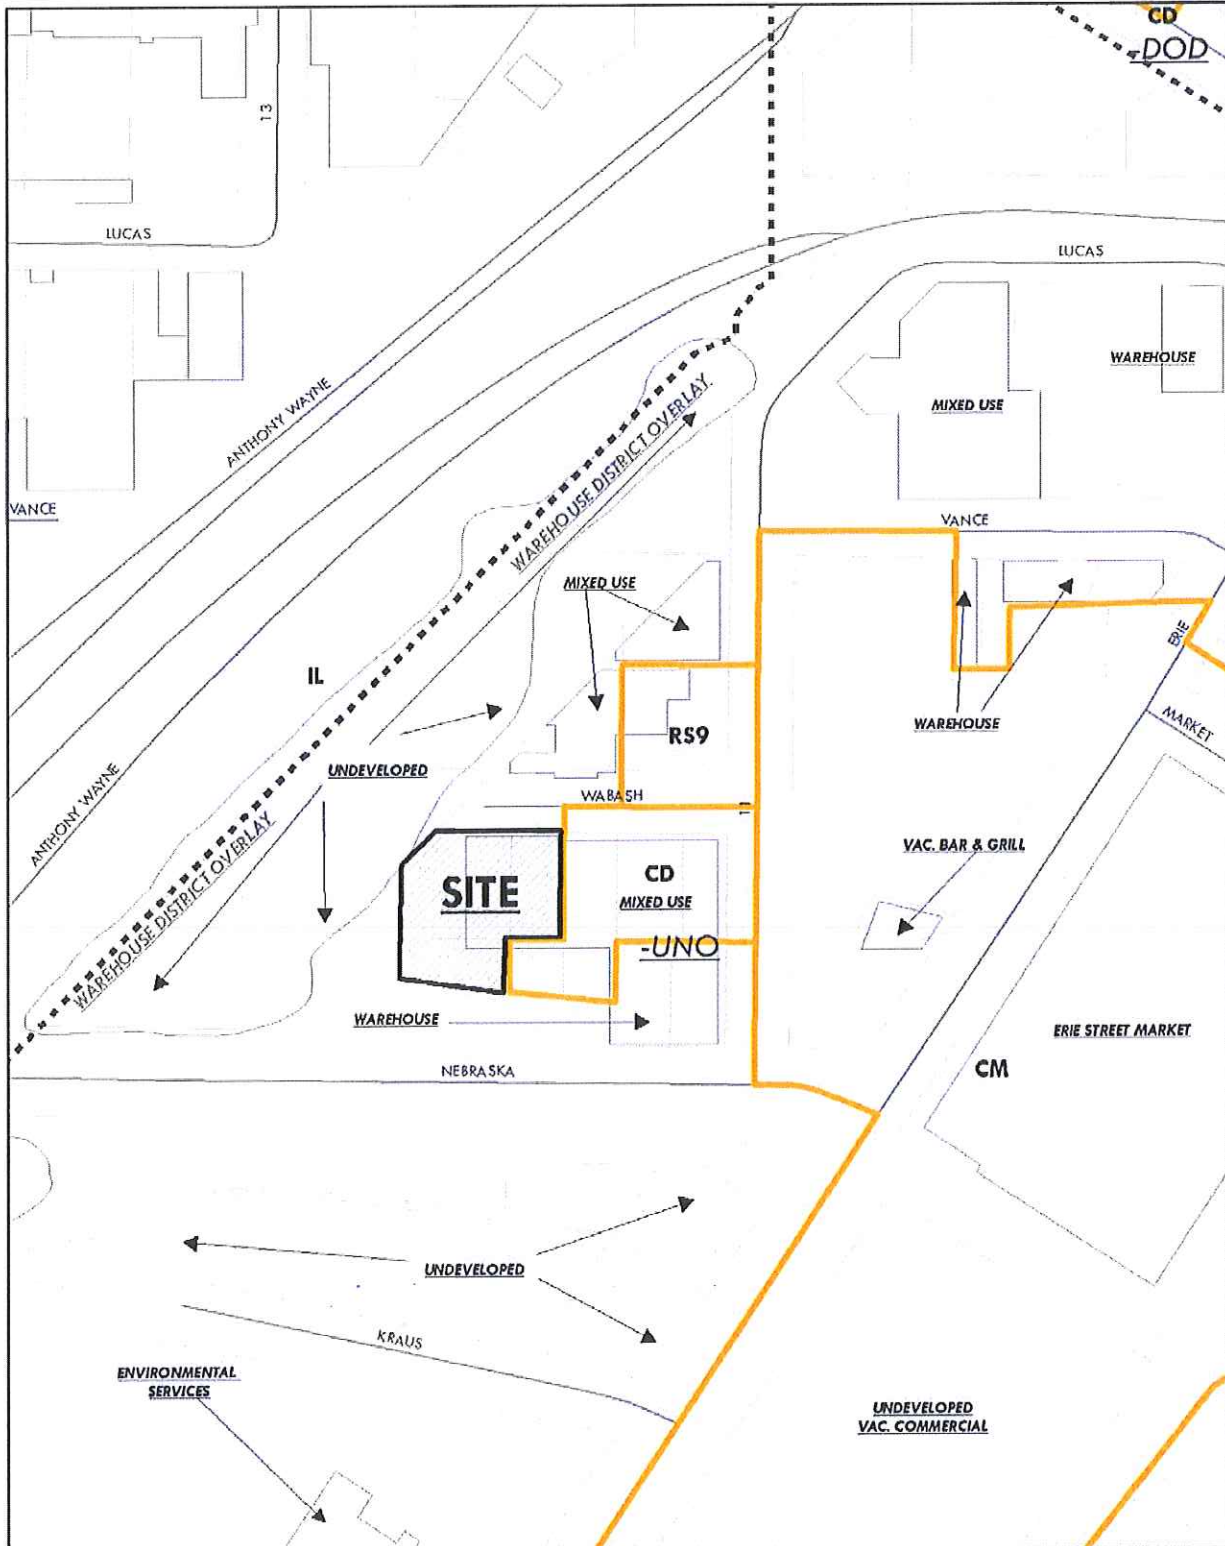 CD
-DOD
13
LUCAS
LUCAS
ANTHONY WAYNE
WAREHOUSE DISTRICT OVERLAY
WAREHOUSE
MIXED USE
VANCE
VANCE
MIXED USE
ERIE
IL
RS9
WAREHOUSE
MARKET
UNDEVELOPED
WABASH
13
ANTHONY WAYNE
WAREHOUSE DISTRICT OVERLAY
SITE
CD
MIXED USE
VAC. BAR & GRILL
-UNO
WAREHOUSE
ERIE STREET MARKET
NEBRASKA
CM
UNDEVELOPED
KRAUS
ENVIRONMENTAL
SERVICES
UNDEVELOPED
VAC. COMMERCIAL